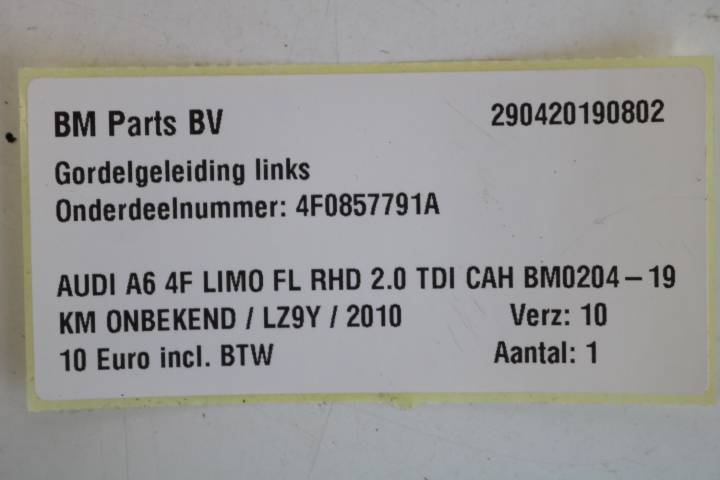 BM Parts BV 290420190802
Gordelgeleiding links
Onderdeelnummer: 4F0857791A
AUDI A6 4F LIMO FL RHD 2.0 TDI CAH BM0204-19
KM ONBEKEND / LZ9Y / 2010 Verz: 10
10 Euro incl. BTW Aantal: 1